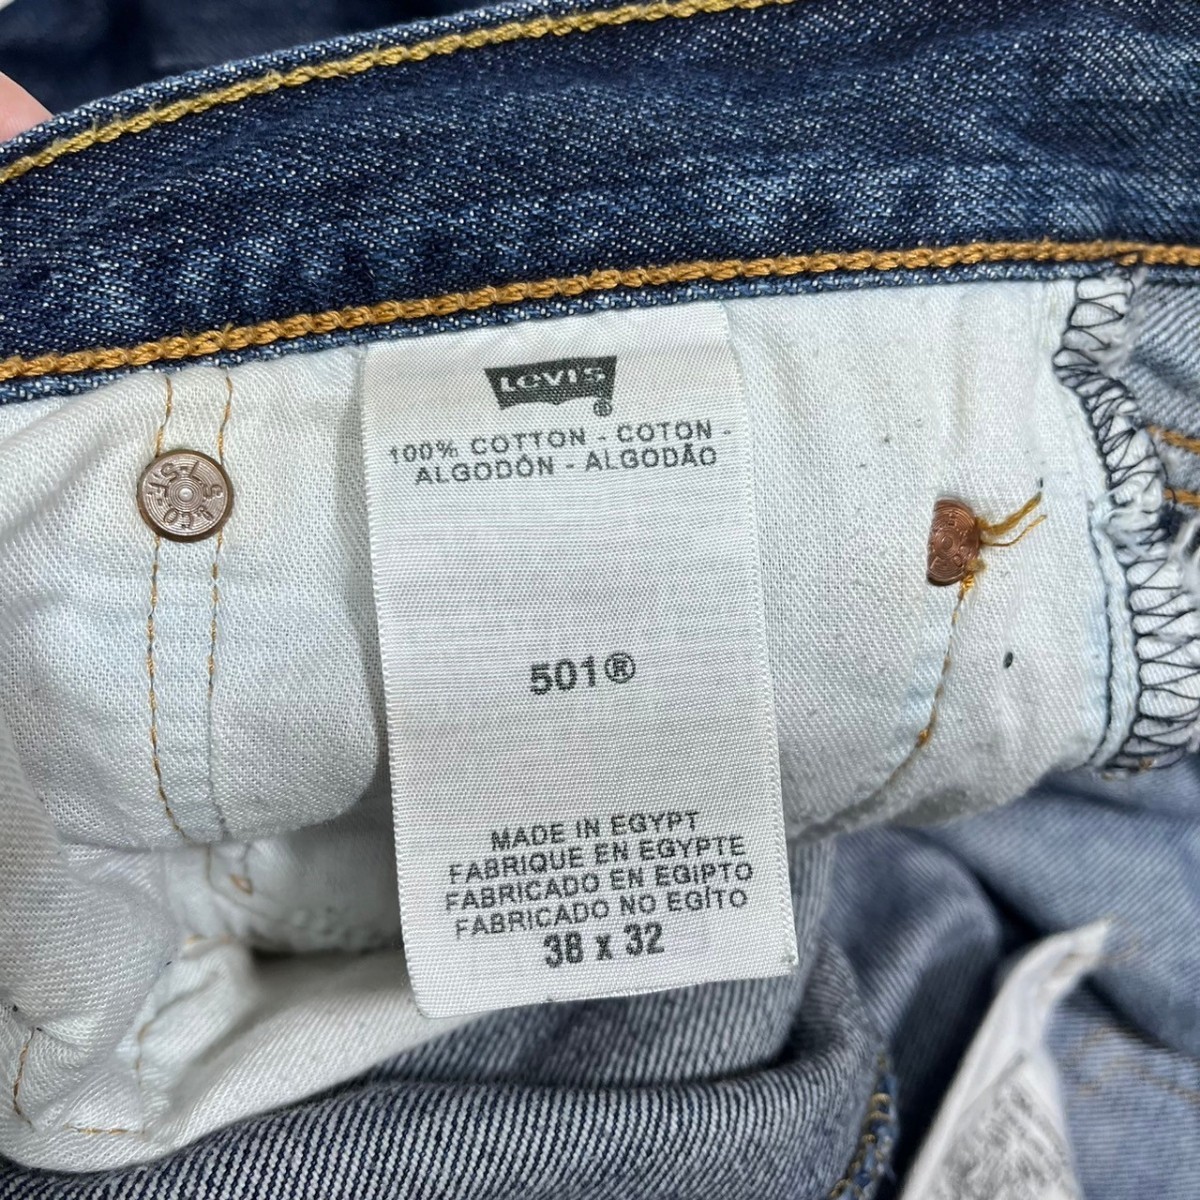 LEVI'S
®
100% COTTON - COTON -
ALGODÓN - ALGODÃO
501®
MADE IN EGYPT
FABRIQUE EN EGYPTE
FABRICADO EN EGIPTO
FABRICADO NO EGÍTO
38 x 32